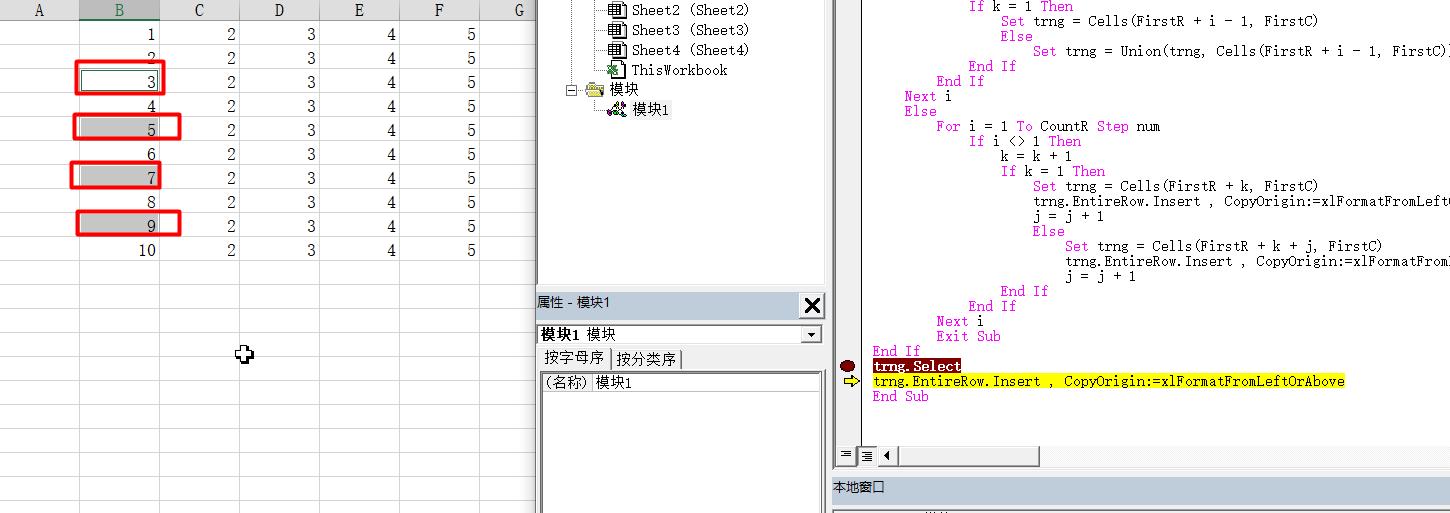 A B C D E F G
1 2 3 4 5
2 2 3 4 5
3 2 3 4 5
4 2 3 4 5
5 2 3 4 5
6 2 3 4 5
7 2 3 4 5
8 2 3 4 5
9 2 3 4 5
10 2 3 4 5
Sheet2 (Sheet2)
Sheet3 (Sheet3)
Sheet4 (Sheet4)
ThisWorkbook
模块
模块1
属性 - 模块1
模块1 模块
按字母序 按分类序
(名称) 模块1
If k = 1 Then
Set trng = Cells(FirstR + i - 1, FirstC)
Else
Set trng = Union(trng, Cells(FirstR + i - 1, FirstC))
End If
End If
Next i
Else
For i = 1 To CountR Step num
If i <> 1 Then
k = k + 1
If k = 1 Then
Set trng = Cells(FirstR + k, FirstC)
trng.EntireRow.Insert , CopyOrigin:=xlFormatFromLeftO
j = j + 1
Else
Set trng = Cells(FirstR + k + j, FirstC)
trng.EntireRow.Insert , CopyOrigin:=xlFormatFroml
j = j + 1
End If
End If
Next i
Exit Sub
End If
trng.Select
trng.EntireRow.Insert , CopyOrigin:=xlFormatFromLeftOrAbove
End Sub
本地窗口